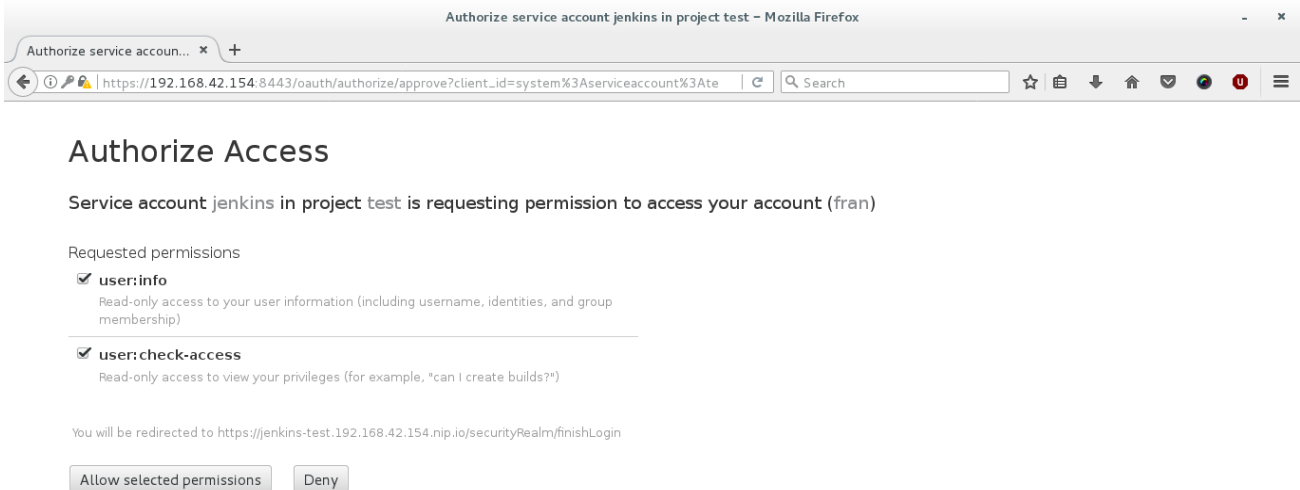 Authorize service account jenkins in project test – Mozilla Firefox
Authorize service accoun...
https://192.168.42.154:8443/oauth/authorize/approve?client_id=system%3Aserviceaccount%3Ate
Search
Authorize Access
Service account jenkins in project test is requesting permission to access your account (fran)
Requested permissions
user:info
Read-only access to your user information (including username, identities, and group
membership)
user:check-access
Read-only access to view your privileges (for example, "can I create builds?")
You will be redirected to https://jenkins-test.192.168.42.154.nip.io/securityRealm/finishLogin
Allow selected permissions Deny